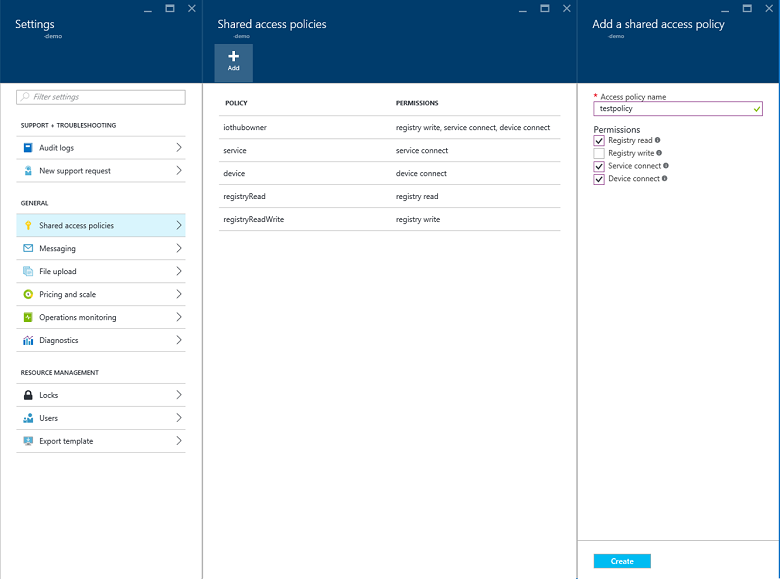 Settings
-demo
Filter settings
SUPPORT + TROUBLESHOOTING
Audit logs
New support request
GENERAL
Shared access policies
Messaging
File upload
Pricing and scale
Operations monitoring
Diagnostics
RESOURCE MANAGEMENT
Locks
Users
Export template
Shared access policies
-demo
Add
POLICY PERMISSIONS
iothubowner registry write, service connect, device connect
service service connect
device device connect
registryRead registry read
registryReadWrite registry write
Add a shared access policy
-demo
* Access policy name
testpolicy
Permissions
Registry read
Registry write
Service connect
Device connect
Create